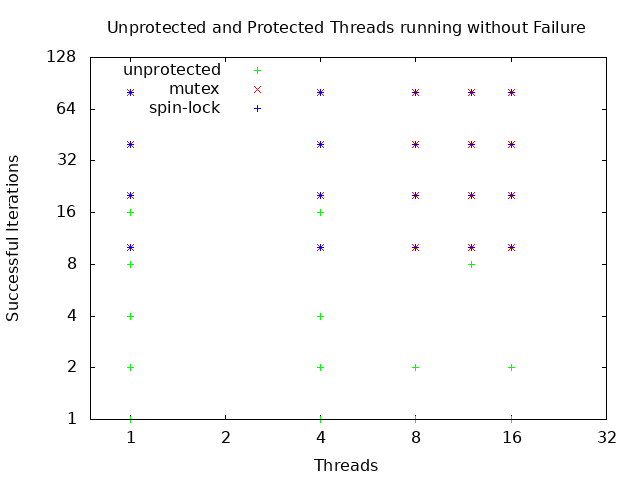 Unprotected and Protected Threads running without Failure
128
64
32
16
8
4
2
1
Successful Iterations
unprotected
mutex
spin-lock
1 2 4 8 16 32
Threads